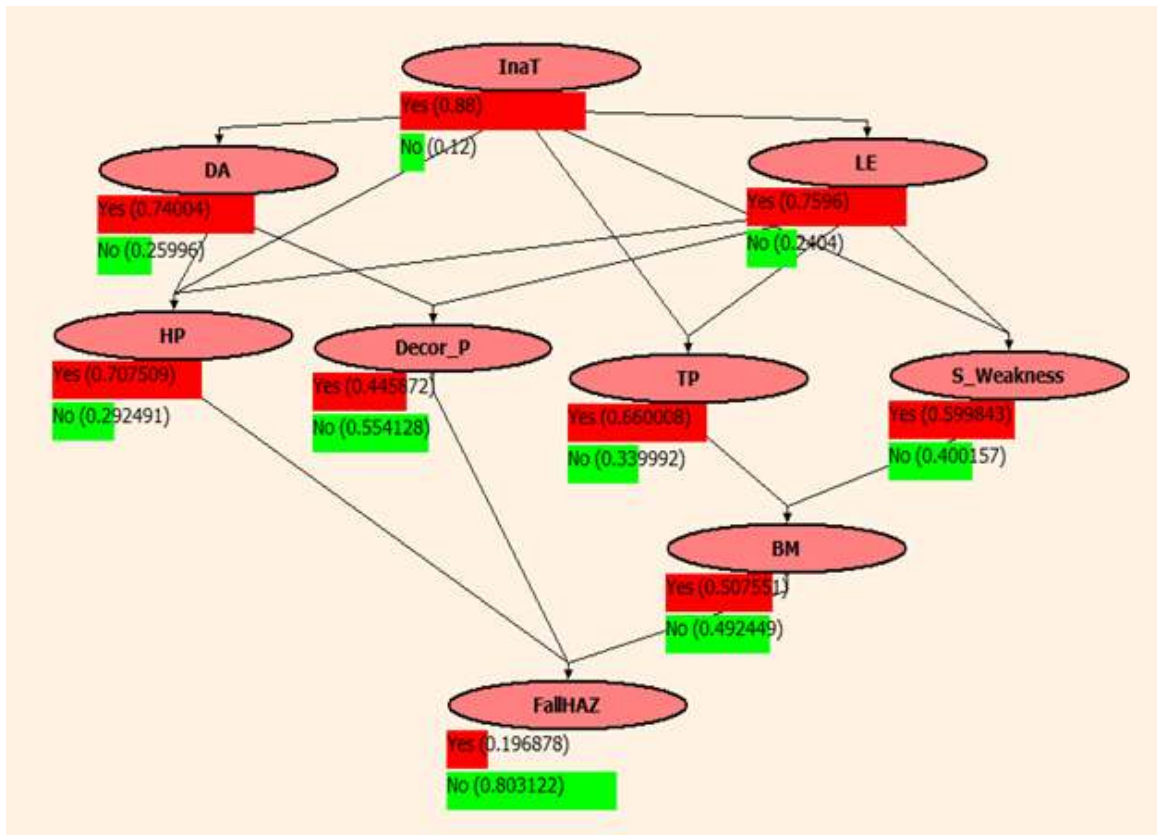 InaT
Yes (0.88)
No (0.12)
DA
Yes (0.74004)
No (0.25996)
LE
Yes (0.7596)
No (0.2404)
HP
Yes (0.707509)
No (0.292491)
Decor_P
Yes (0.445872)
No (0.554128)
TP
Yes (0.660008)
No (0.339992)
S_Weakness
Yes (0.599843)
No (0.400157)
BM
Yes (0.507551)
No (0.492449)
FallHAZ
Yes (0.196878)
No (0.803122)